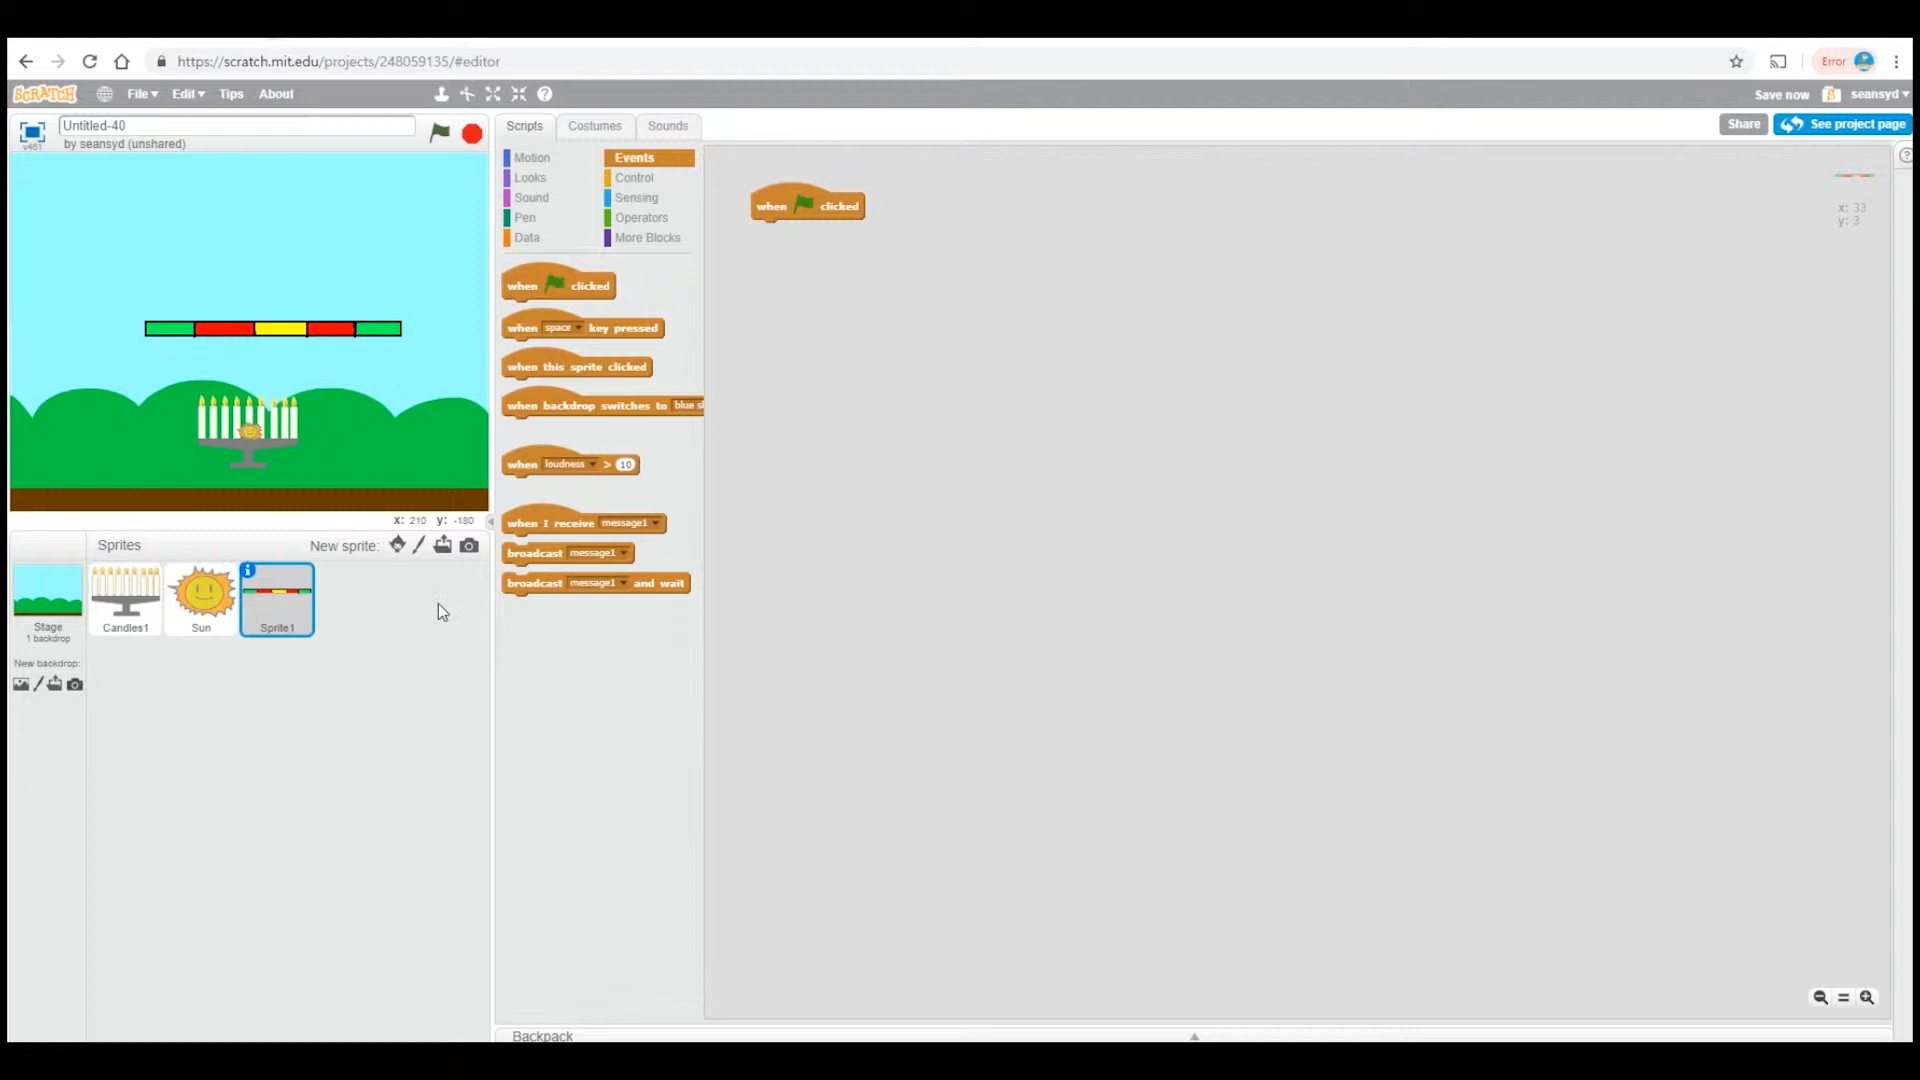 https://scratch.mit.edu/projects/248059135/#editor
Error
SCRATCH
File
Edit
Tips
About
Save now
seansyd
Untitled-40
by seansyd (unshared)
v461
Scripts
Costumes
Sounds
Share
See project page
Motion
Events
Looks
Control
Sound
Sensing
Pen
Operators
Data
More Blocks
when clicked
x: 33
y: 3
when clicked
when space key pressed
when this sprite clicked
when backdrop switches to blue s
when loudness > 10
when I receive message1
broadcast message1
broadcast message1 and wait
x: 210 y: -180
Sprites
New sprite:
Stage
1 backdrop
New backdrop:
Candles1
Sun
Sprite1
Backpack